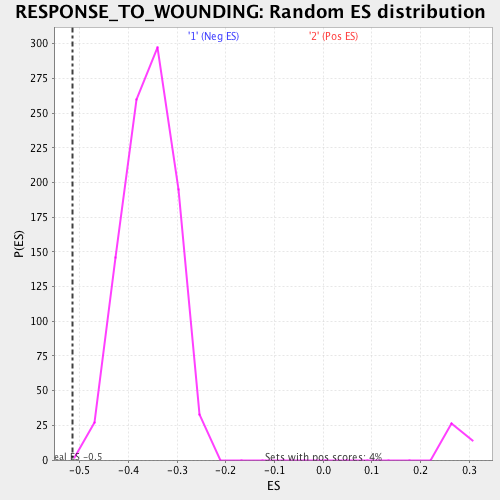 RESPONSE_TO_WOUNDING: Random ES distribution
'1' (Neg ES)
'2' (Pos ES)
300
275
250
225
200
175
150
125
100
75
50
25
0
P(ES)
eal ES -0.5
Sets with pos scores: 4%
-0.5 -0.4 -0.3 -0.2 -0.1 0.0 0.1 0.2 0.3
ES